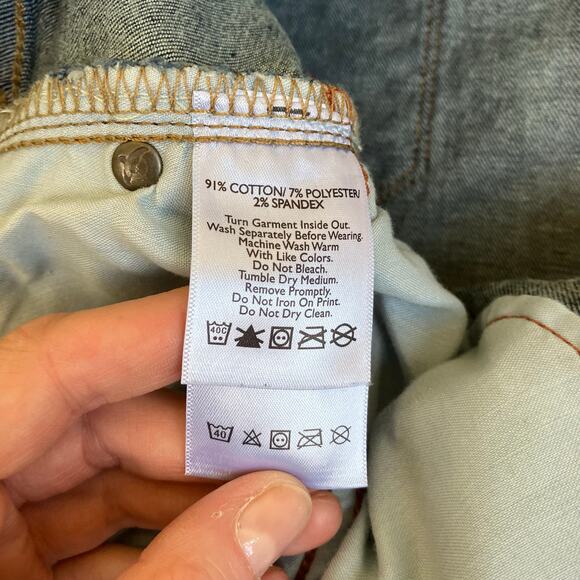 91% COTTON/ 7% POLYESTER/
2% SPANDEX
Turn Garment Inside Out.
Wash Separately Before Wearing.
Machine Wash Warm
With Like Colors.
Do Not Bleach.
Tumble Dry Medium.
Remove Promptly.
Do Not Iron On Print.
Do Not Dry Clean.
40C
40